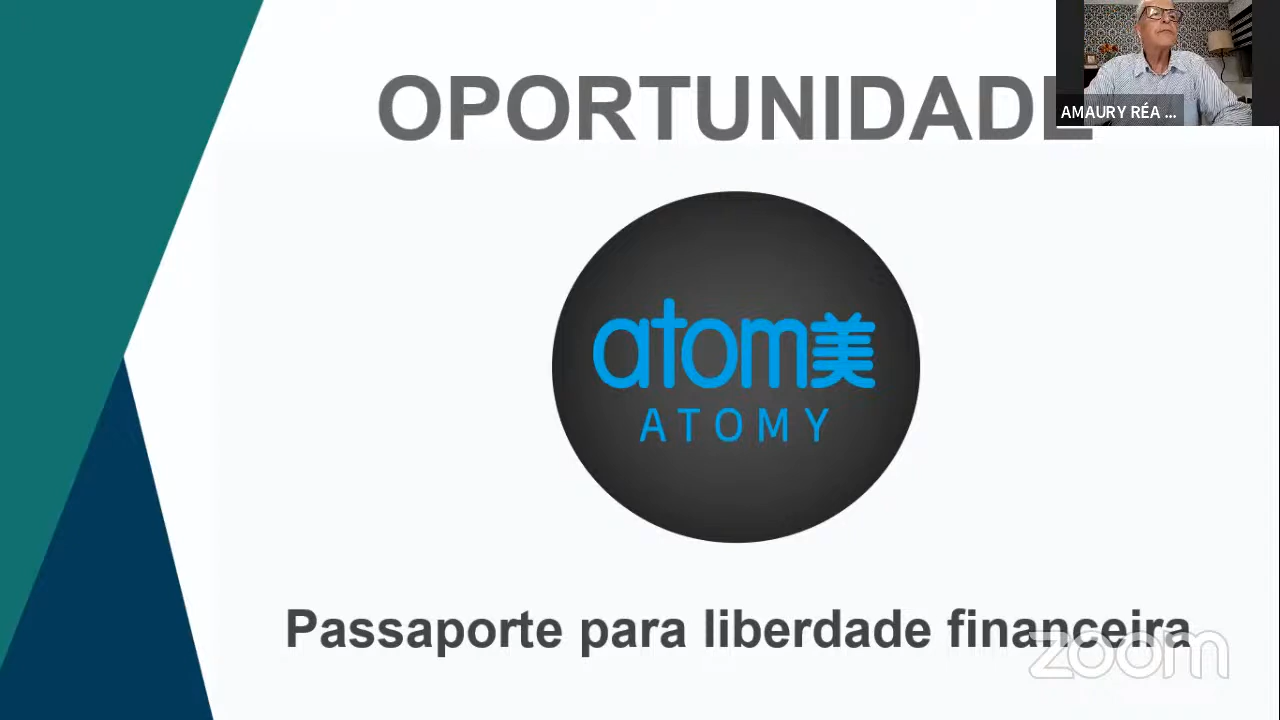 OPORTUNIDADE
AMAURY RÉA ...
atom美
ATOMY
Passaporte para liberdade financeira
zoom